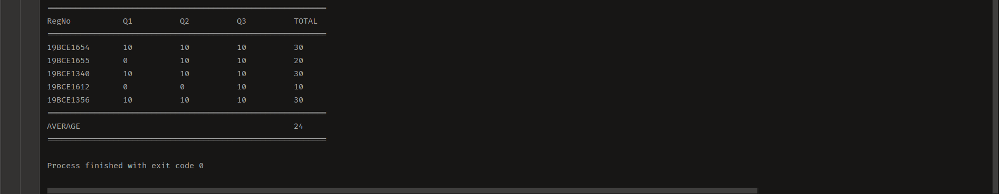 ===========================================================
RegNo           Q1          Q2          Q3          TOTAL
===========================================================
19BCE1654       10          10          10          30
19BCE1655       0           10          10          20
19BCE1340       10          10          10          30
19BCE1612       0           0           10          10
19BCE1356       10          10          10          30
===========================================================
AVERAGE                                             24
===========================================================
Process finished with exit code 0